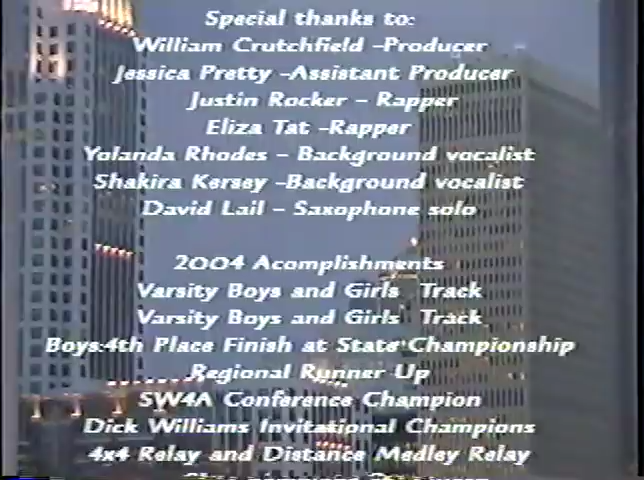 Special thanks to:
William Crutchfield -Producer
Jessica Pretty -Assistant Producer
Justin Rocker - Rapper
Eliza Tat -Rapper
Yolanda Rhodes - Background vocalist
Shakira Kersey -Background vocalist
David Lail - Saxophone solo
2004 Acomplishments
Varsity Boys and Girls Track
Varsity Boys and Girls Track
Boys:4th Place Finish at State Championship
Regional Runner Up
SW4A Conference Champion
Dick Williams Invitasional Champions
4x4 Relay and Distance Medley Relay